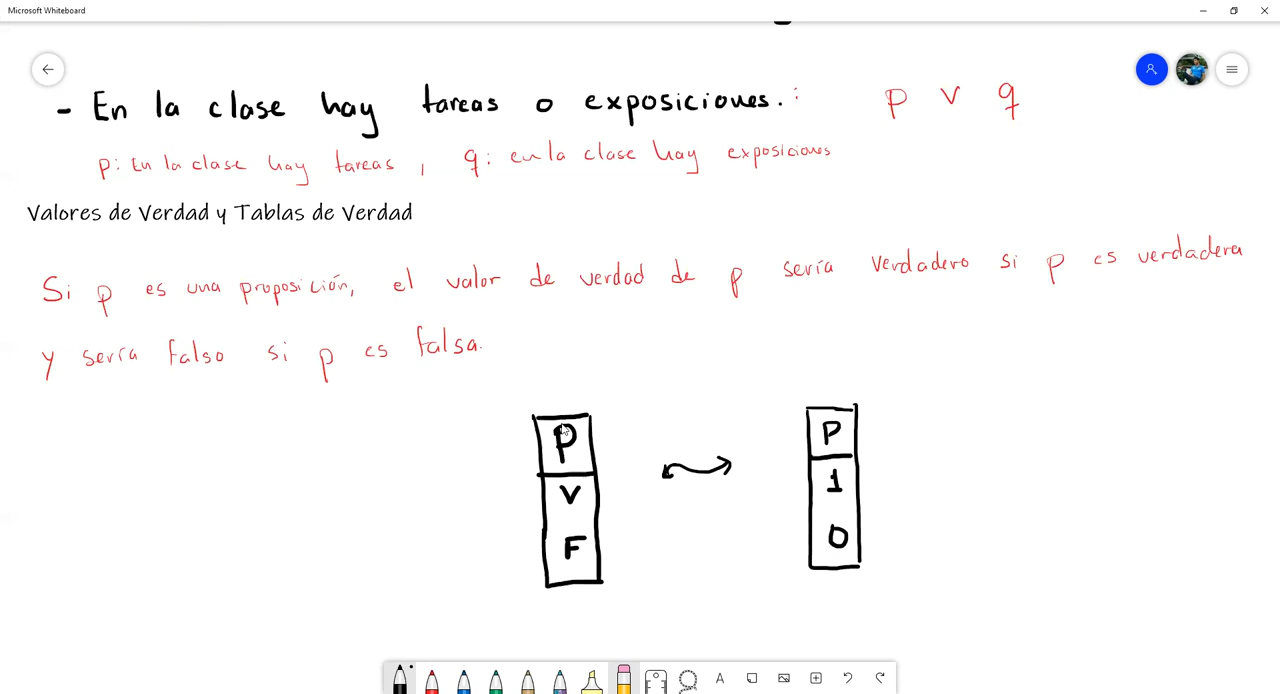 Microsoft Whiteboard
- En la clase hay tareas o exposiciones. : p v q
p: En la clase hay tareas, q: en la clase hay exposiciones
Valores de Verdad y Tablas de Verdad
Si p es una proposición, el valor de verdad de p sería verdadero si p es verdadera
y sería falso si p es falsa.
P P
V 1
F 0
A